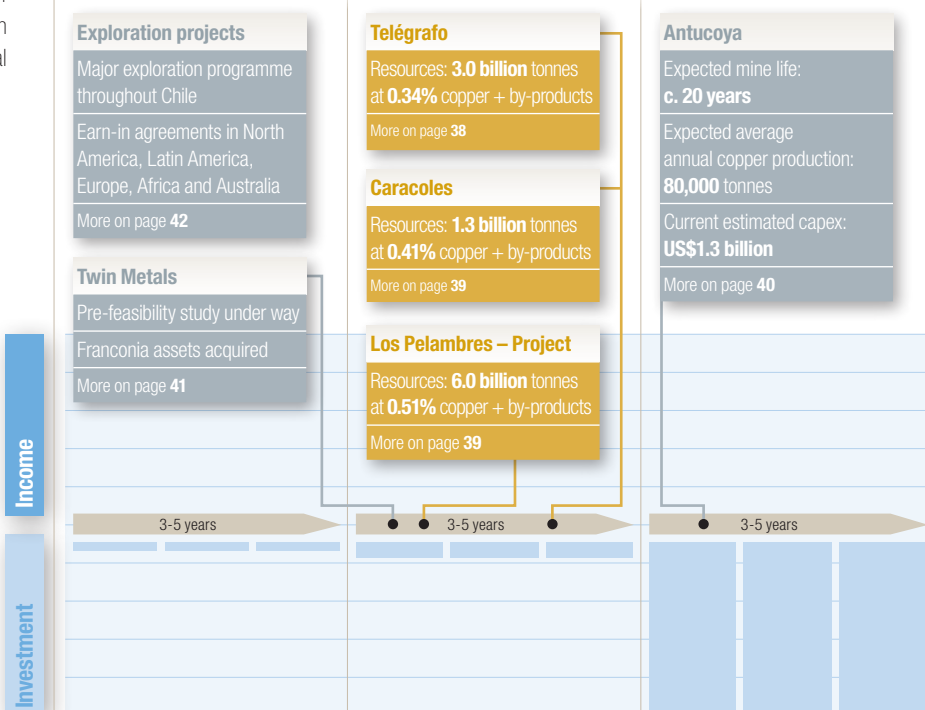 Exploration projects
Major exploration programme
throughout Chile
Earn-in agreements in North
America, Latin America,
Europe, Africa and Australia
More on page 42
Twin Metals
Pre-feasibility study under way
Franconia assets acquired
More on page 41
Telégrafo
Resources: 3.0 billion tonnes
at 0.34% copper + by-products
More on page 38
Caracoles
Resources: 1.3 billion tonnes
at 0.41% copper + by-products
More on page 39
Los Pelambres – Project
Resources: 6.0 billion tonnes
at 0.51% copper + by-products
More on page 39
Antucoya
Expected mine life:
c. 20 years
Expected average
annual copper production:
80,000 tonnes
Current estimated capex:
US$1.3 billion
More on page 40
Income
3-5 years
3-5 years
3-5 years
Investment